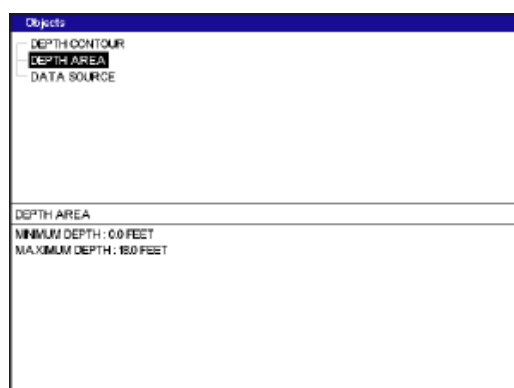 Objects
DEPTH CONTOUR
DEPTH AREA
DATA SOURCE
DEPTH AREA
MINIMUM DEPTH : 0.0 FEET
MAXIMUM DEPTH : 18.0 FEET